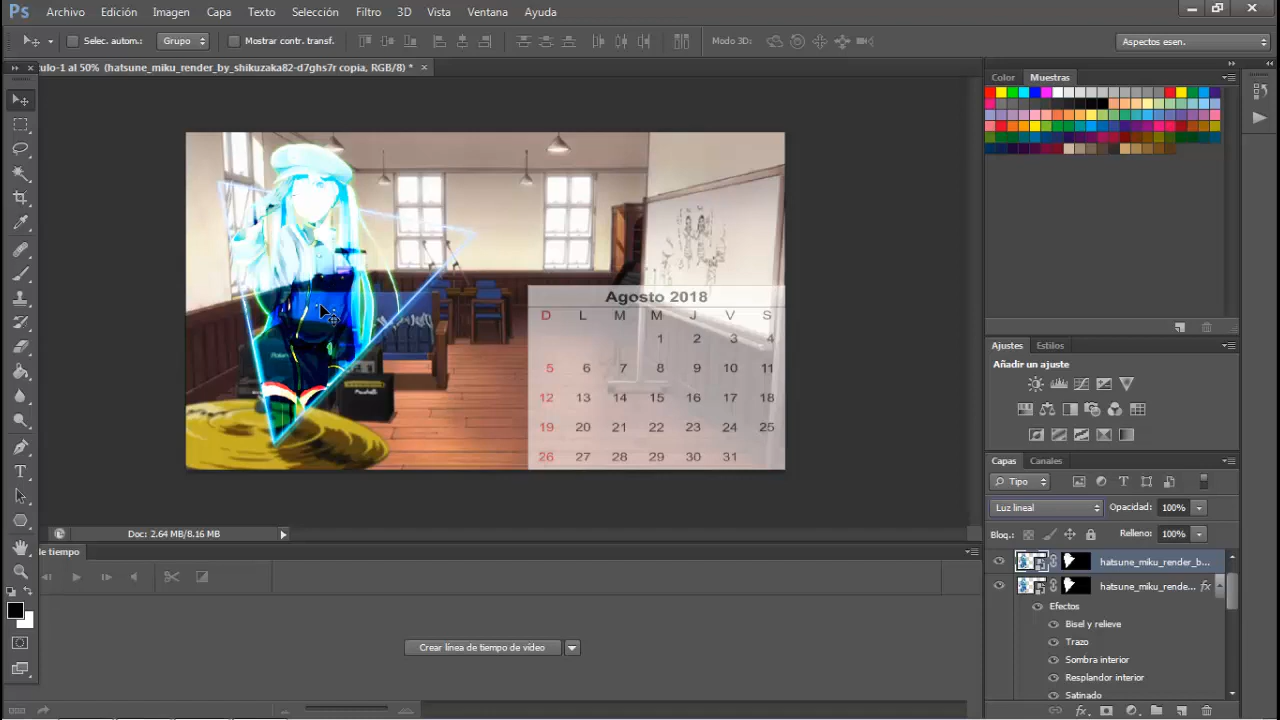 Ps Archivo Edición Imagen Capa Texto Selección Filtro 3D Vista Ventana Ayuda
Selec. autom.: Grupo Mostrar contr. transf. Modo 3D: Aspectos esen.
ulo-1 al 50% (hatsune_miku_render_by_shikuzaka82-d7ghs7r copia, RGB/8) * ×
Color Muestras
Agosto 2018
D L M M J V S
1 2 3 4
5 6 7 8 9 10 11
12 13 14 15 16 17 18
19 20 21 22 23 24 25
26 27 28 29 30 31
Ajustes Estilos
Añadir un ajuste
Capas Canales
Tipo
Luz lineal Opacidad: 100%
Bloq.: Relleno: 100%
hatsune_miku_render_b...
hatsune_miku_rende... fx
Efectos
Bisel y relieve
Trazo
Sombra interior
Resplandor interior
Satinado
Doc: 2.64 MB/8.16 MB
de tiempo
Crear línea de tiempo de vídeo